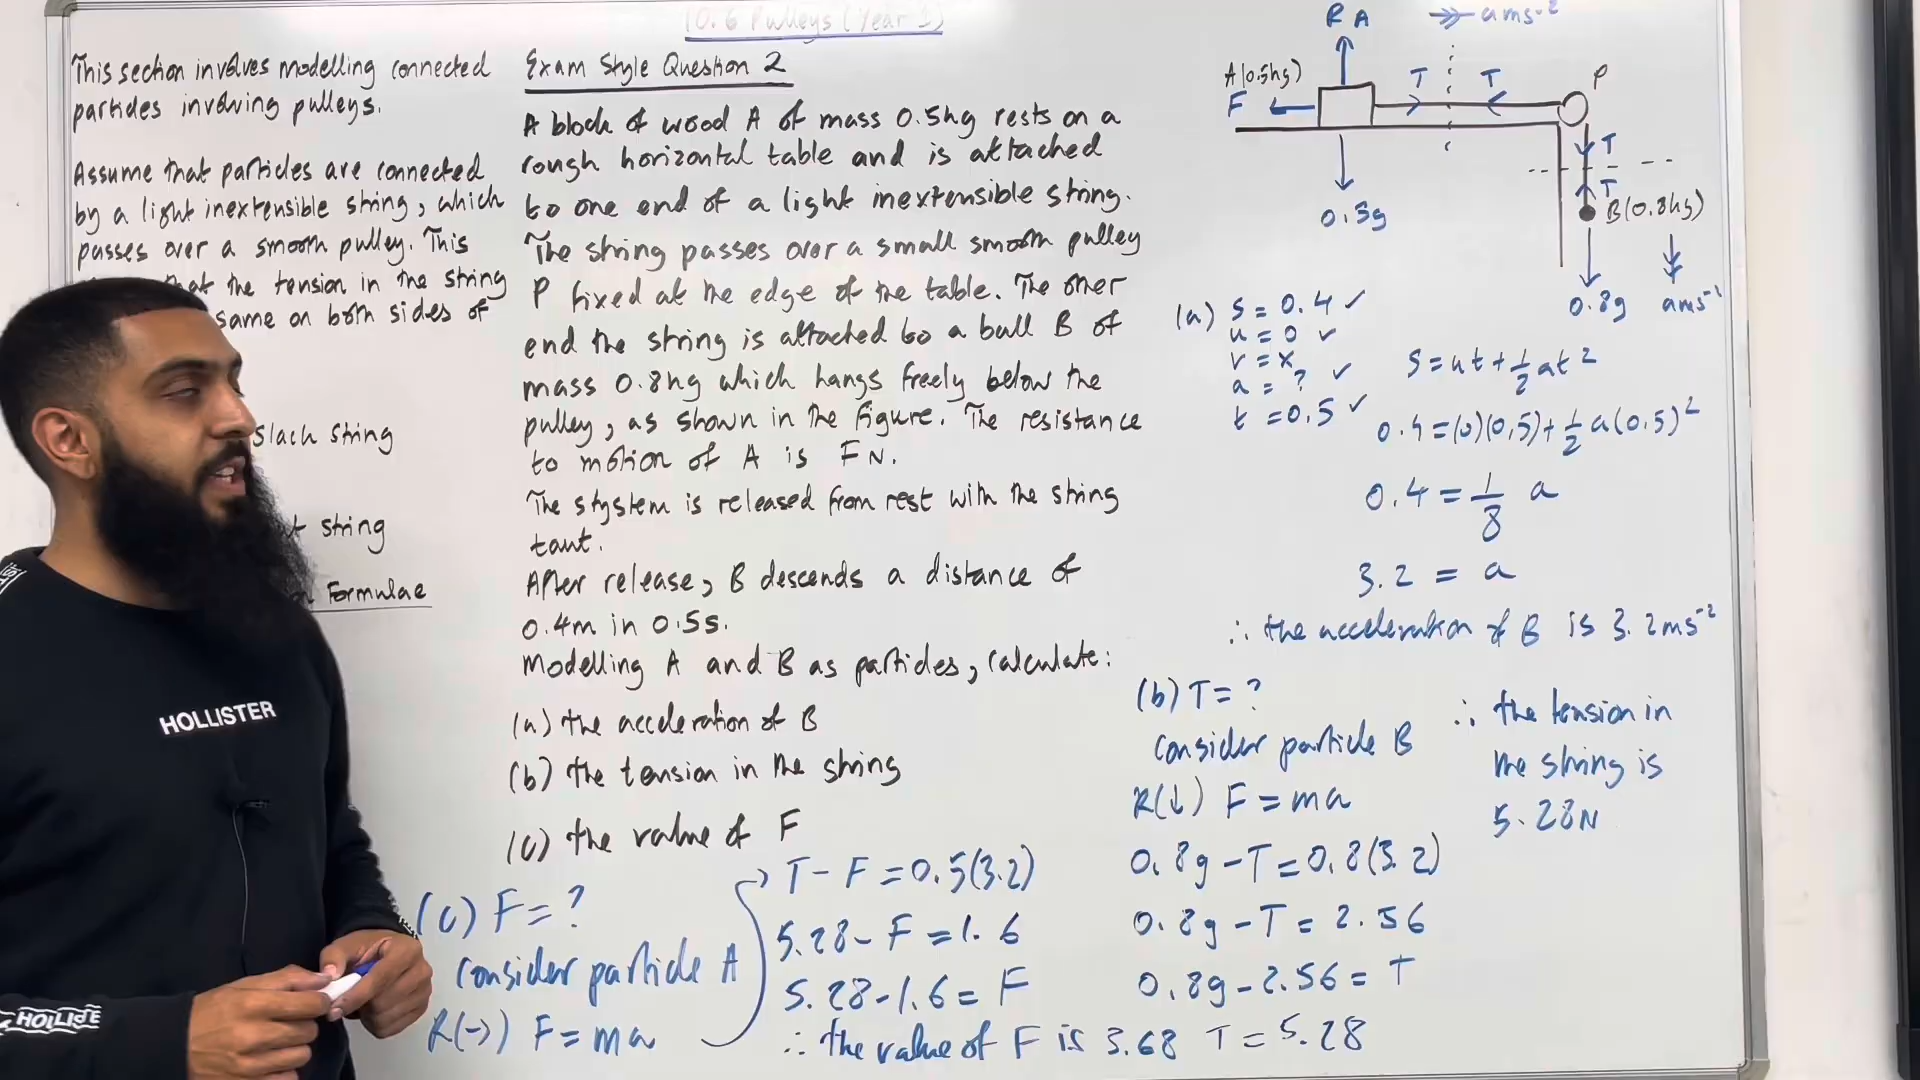 10.6 Pulleys (Year 1)
This section involves modelling connected
particles involving pulleys.
Assume that particles are connected
by a light inextensible string, which
passes over a smooth pulley. This
that the tension in the string
same on both sides of
slack string
string
Formulae
Exam Style Question 2
A block of wood A of mass 0.5kg rests on a
rough horizontal table and is attached
to one end of a light inextensible string.
The string passes over a small smooth pulley
P fixed at the edge of the table. The other
end the string is attached to a ball B of
mass 0.8kg which hangs freely below the
pulley, as shown in the figure. The resistance
to motion of A is FN.
The stystem is released from rest with the string
taut.
After release, B descends a distance of
0.4m in 0.5s.
Modelling A and B as particles, calculate:
(a) the acceleration of B
(b) the tension in the string
(c) the value of F
(c) F = ?
consider particle A
R(→) F = ma
T - F = 0.5(3.2)
5.28 - F = 1.6
5.28 - 1.6 = F
∴ the value of F is 3.68
R A
a ms⁻²
A(0.5kg)
F
T T
P
0.5g
T
T
B(0.8kg)
0.8g
a ms⁻²
(a) s = 0.4 ✓
u = 0 ✓
v = x
a = ? ✓
t = 0.5 ✓
s = ut + ½at²
0.4 = (0)(0.5) + ½a(0.5)²
0.4 = 1/8 a
3.2 = a
∴ the acceleration of B is 3.2ms⁻²
(b) T = ?
consider particle B
R(↓) F = ma
0.8g - T = 0.8(3.2)
0.8g - T = 2.56
0.8g - 2.56 = T
T = 5.28
∴ the tension in
the string is
5.28N
HOLLISTER
HOLLISTE